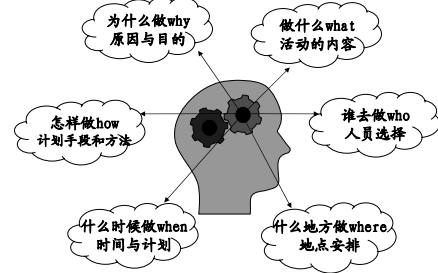 为什么做why
原因与目的
做什么what
活动的内容
怎样做how
计划手段和方法
谁去做who
人员选择
什么时候做when
时间与计划
什么地方做where
地点安排